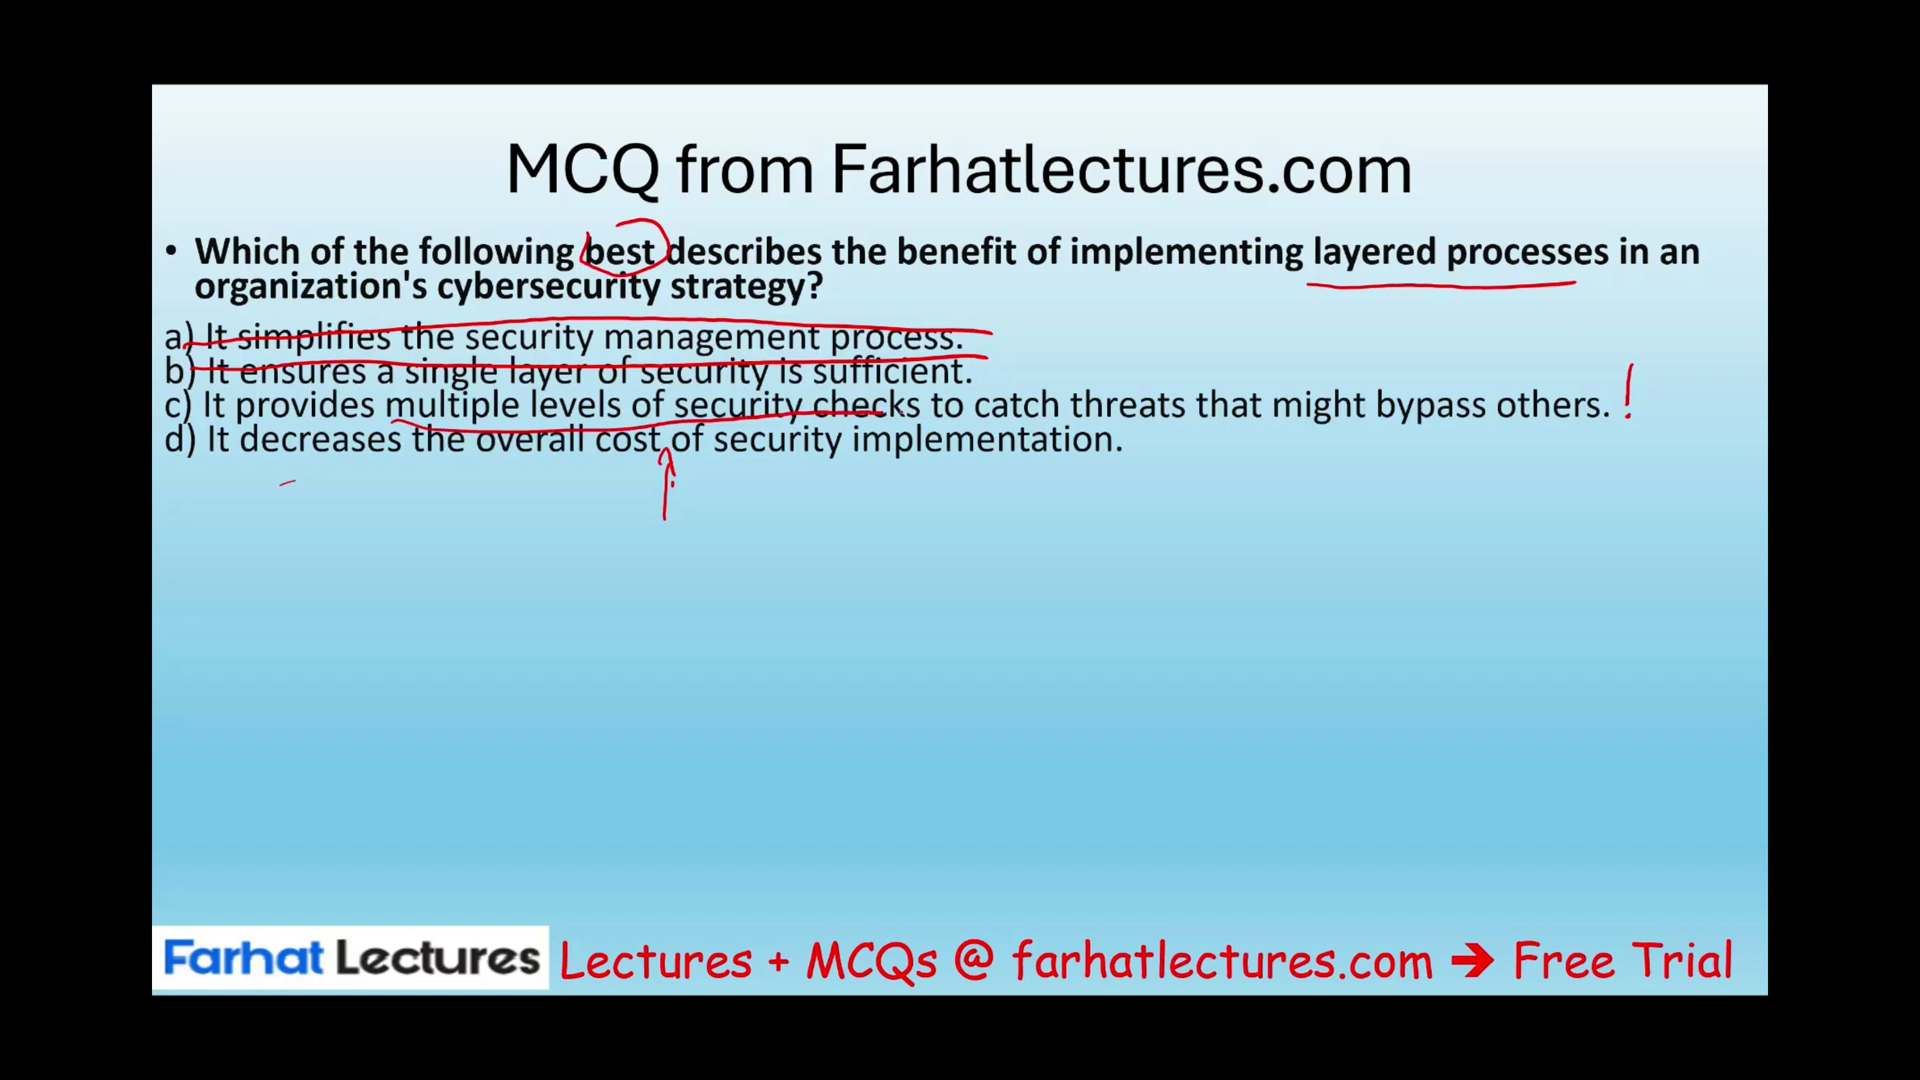 MCQ from Farhatlectures.com
• Which of the following best describes the benefit of implementing layered processes in an
organization's cybersecurity strategy?
a) It simplifies the security management process.
b) It ensures a single layer of security is sufficient.
c) It provides multiple levels of security checks to catch threats that might bypass others. !
d) It decreases the overall cost of security implementation.
Farhat Lectures Lectures + MCQs @ farhatlectures.com ➔ Free Trial